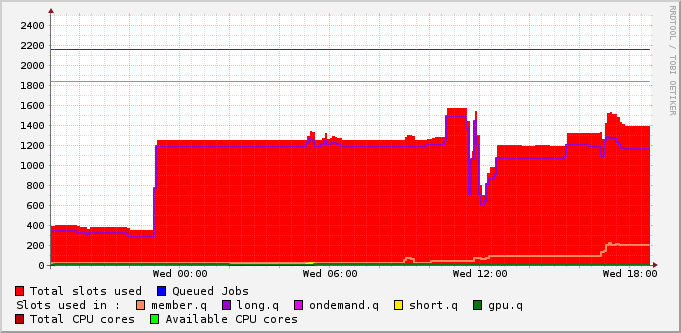 RRDTOOL / TOBI OETIKER
2400
2200
2000
1800
1600
1400
1200
1000
800
600
400
200
0
Wed 00:00 Wed 06:00 Wed 12:00 Wed 18:00
Total slots used Queued Jobs
Slots used in : member.q long.q ondemand.q short.q gpu.q
Total CPU cores Available CPU cores